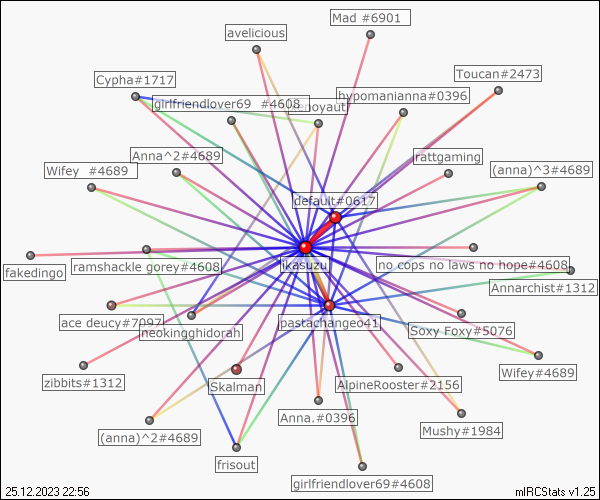 Mad #6901
avelicious
Toucan#2473
Cypha#1717
hypomanianna#0396
girlfriendlover69 #4608
Anna^2#4689
rattgaming
Wifey #4689
(anna)^3#4689
default#0617
ikasuzu
fakedingo
ramshackle gorey#4608
no cops no laws no hope#4608
Annarchist#1312
ace deucy#7097
pastachangeo41
neokingghidorah
Soxy Foxy#5076
Wifey#4689
zibbits#1312
Skalman
AlpineRooster#2156
Anna.#0396
Mushy#1984
(anna)^2#4689
frisout
girlfriendlover69#4608
25.12.2023 22:56
mIRCStats v1.25